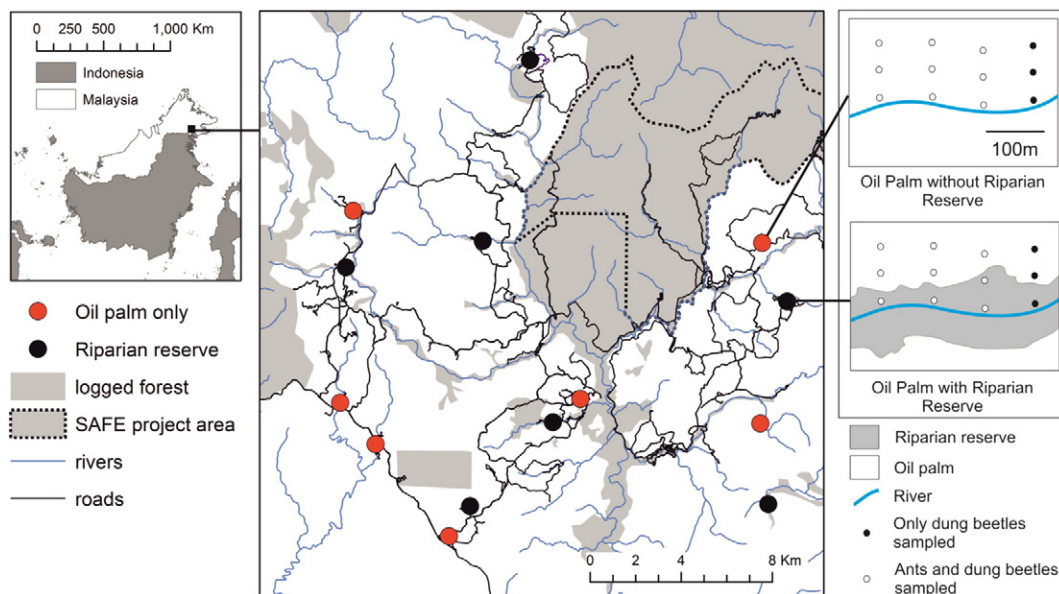 0 250 500 1,000 Km
Indonesia
Malaysia
Oil palm only
Riparian reserve
logged forest
SAFE project area
rivers
roads
0 2 4 8 Km
100m
Oil Palm without Riparian
Reserve
Oil Palm with Riparian
Reserve
Riparian reserve
Oil palm
River
Only dung beetles
sampled
Ants and dung beetles
sampled